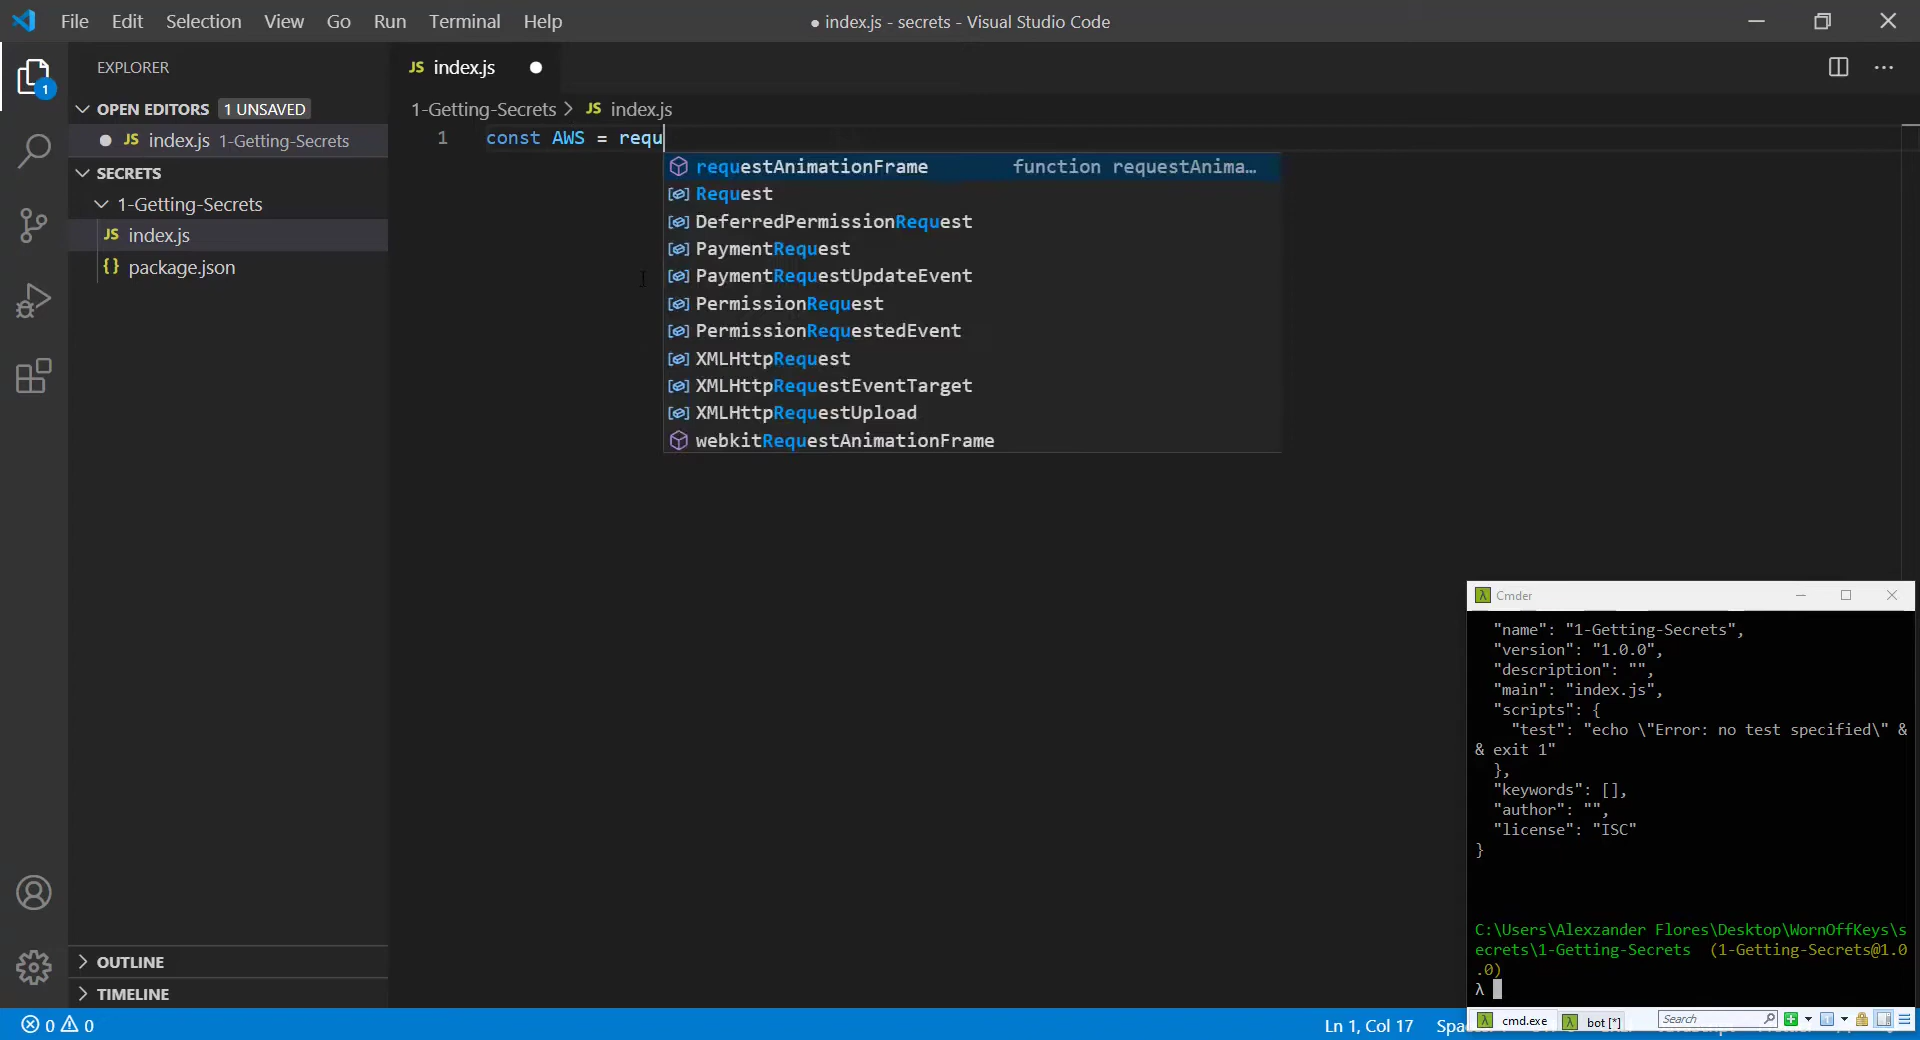 File Edit Selection View Go Run Terminal Help
● index.js - secrets - Visual Studio Code
1
EXPLORER
OPEN EDITORS 1 UNSAVED
JS index.js 1-Getting-Secrets
SECRETS
1-Getting-Secrets
JS index.js
{} package.json
OUTLINE
TIMELINE
JS index.js
1-Getting-Secrets > JS index.js
1 const AWS = requ
requestAnimationFrame function requestAnima…
Request
DeferredPermissionRequest
PaymentRequest
PaymentRequestUpdateEvent
PermissionRequest
PermissionRequestedEvent
XMLHttpRequest
XMLHttpRequestEventTarget
XMLHttpRequestUpload
webkitRequestAnimationFrame
λ Cmder
"name": "1-Getting-Secrets",
"version": "1.0.0",
"description": "",
"main": "index.js",
"scripts": {
"test": "echo \"Error: no test specified\" &
& exit 1"
},
"keywords": [],
"author": "",
"license": "ISC"
}
C:\Users\Alexzander Flores\Desktop\WornOffKeys\s
ecrets\1-Getting-Secrets (1-Getting-Secrets@1.0
.0)
λ
λ cmd.exe λ bot [*] Search
0 0
Ln 1, Col 17